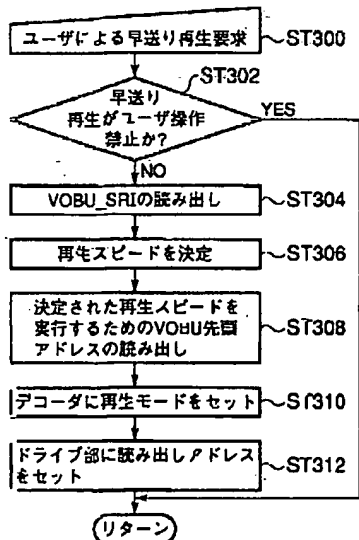 ユーザによる早送り再生要求
ST300
ST302
早送り
再生がユーザ操作
禁止か?
YES
NO
VOBU_SRIの読み出し
ST304
再生スピードを決定
ST306
決定された再生スピードを
実行するためのVOBU先頭
アドレスの読み出し
ST308
デコーダに再生モードをセット
ST310
ドライブ部に読み出しアドレス
をセット
ST312
リターン